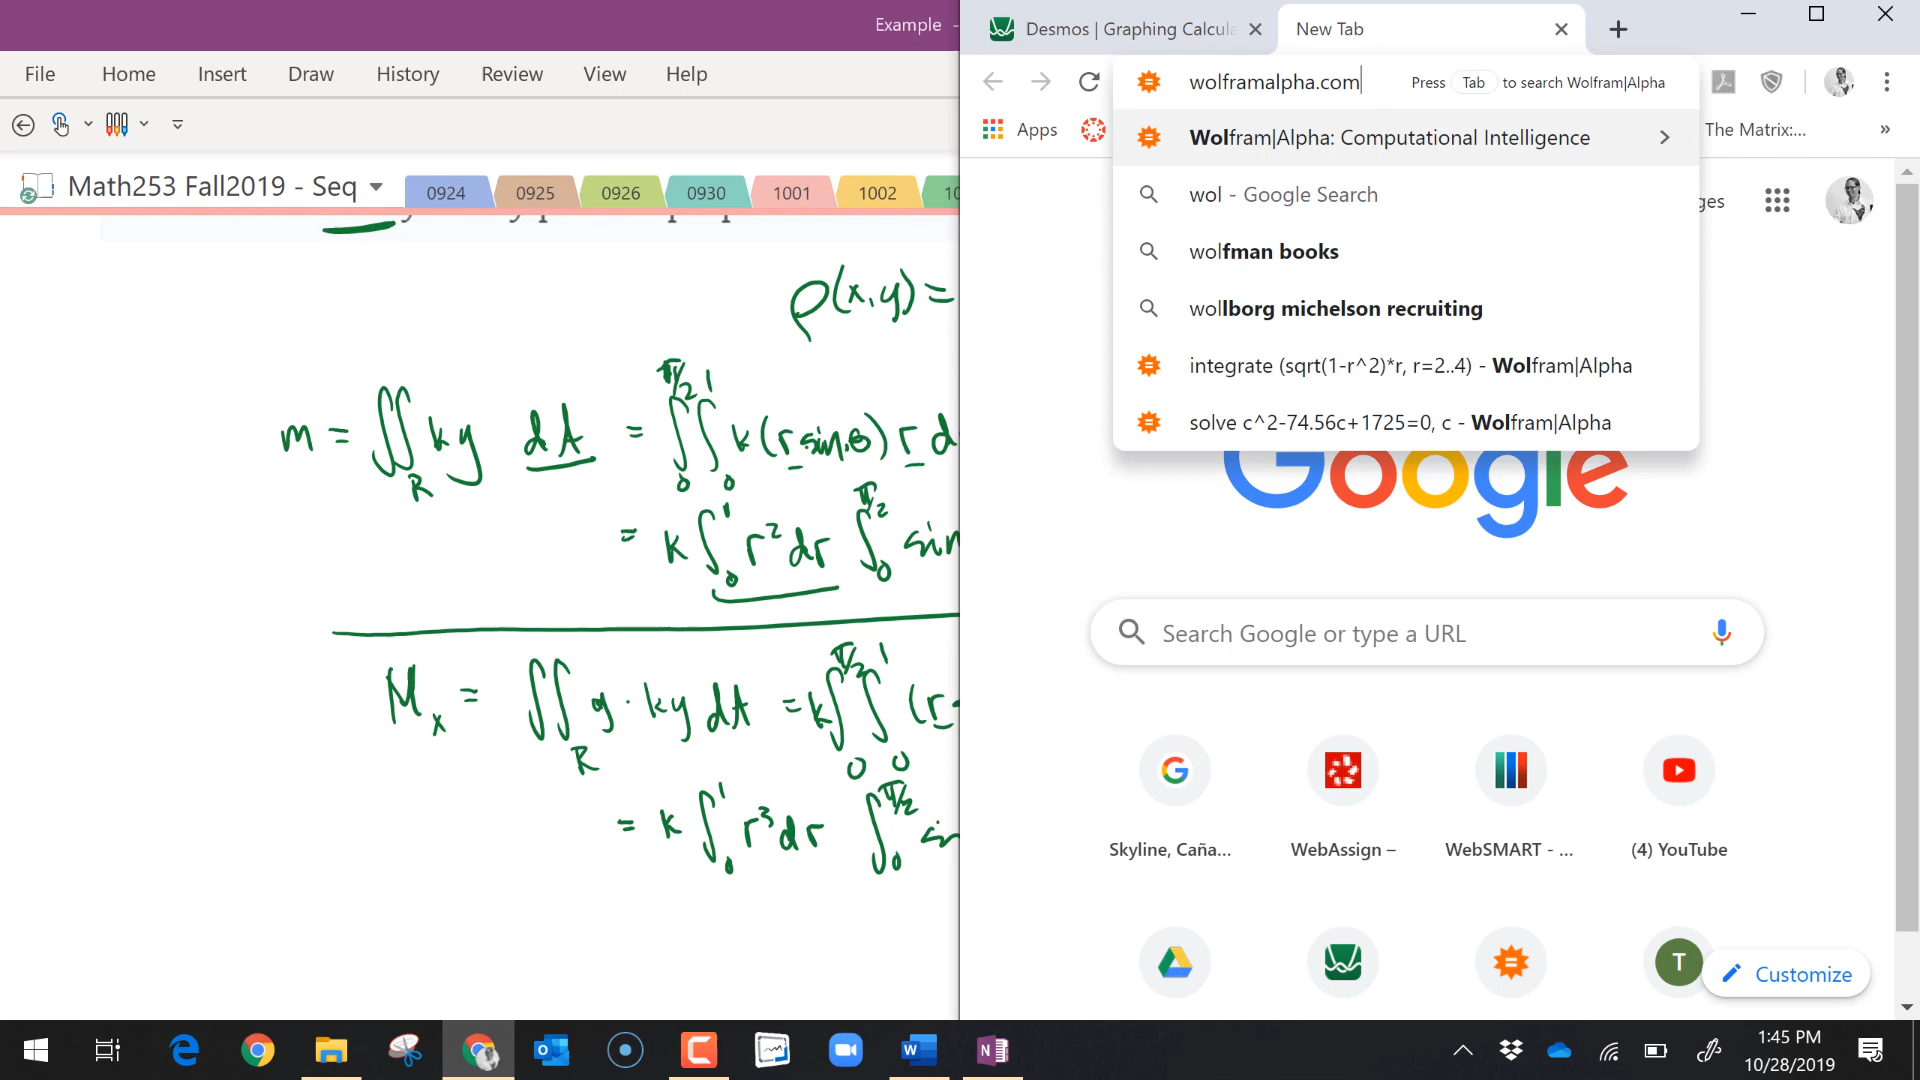 Example -
File Home Insert Draw History Review View Help
Math253 Fall2019 - Seq 0924 0925 0926 0930 1001 1002 10
ρ(x,y)=
m = ∬_R ky dA = ∫_0^{π/2} ∫_0^1 k(r sinθ) r d
= k ∫_0^1 r² dr ∫_0^{π/2} sin
M_x = ∬_R y · ky dA = k ∫_0^{π/2} ∫_0^1 (r
= k ∫_0^1 r³ dr ∫_0^{π/2} sin
Desmos | Graphing Calcula New Tab
wolframalpha.com Press Tab to search Wolfram|Alpha
Apps The Matrix:... »
Wolfram|Alpha: Computational Intelligence
wol - Google Search
wolfman books
wollborg michelson recruiting
integrate (sqrt(1-r^2)*r, r=2..4) - Wolfram|Alpha
solve c^2-74.56c+1725=0, c - Wolfram|Alpha
ges
Google
Search Google or type a URL
Skyline, Caña... WebAssign – WebSMART - ... (4) YouTube
T
Customize
1:45 PM
10/28/2019